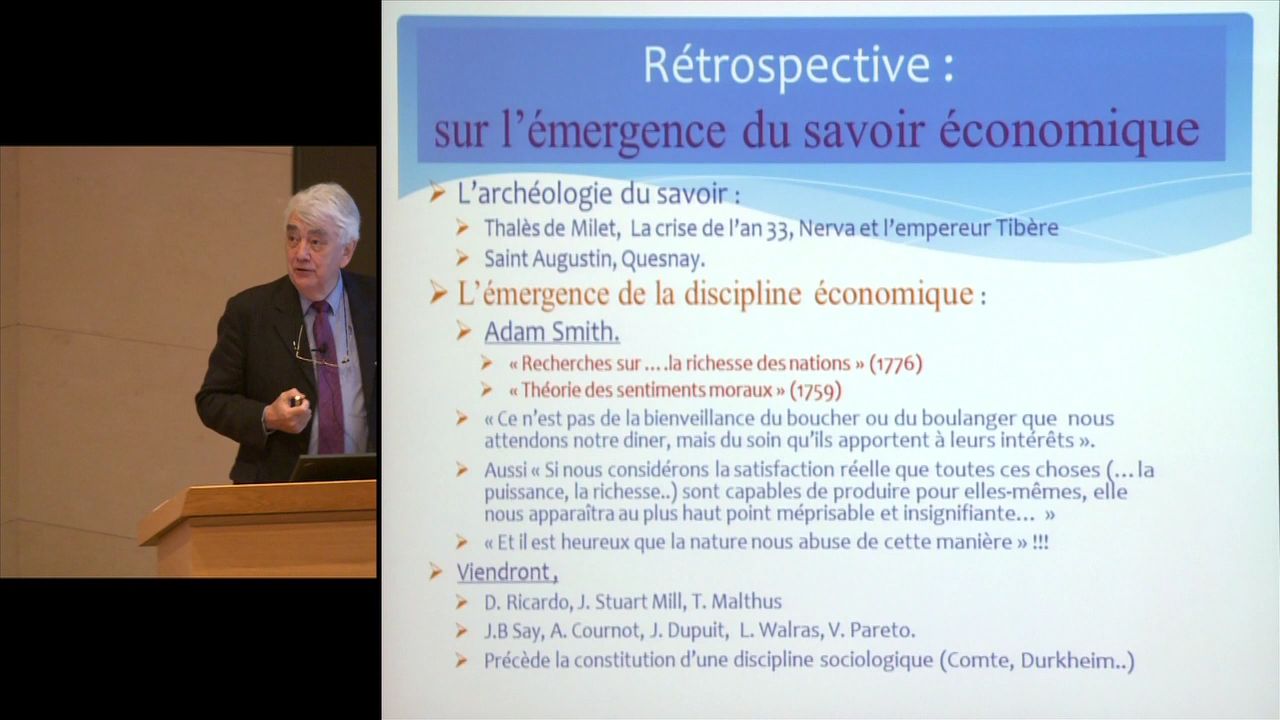 Rétrospective :
sur l'émergence du savoir économique
L'archéologie du savoir :
Thalès de Milet, La crise de l'an 33, Nerva et l'empereur Tibère
Saint Augustin, Quesnay.
L'émergence de la discipline économique :
Adam Smith.
« Recherches sur ….la richesse des nations » (1776)
« Théorie des sentiments moraux » (1759)
« Ce n'est pas de la bienveillance du boucher ou du boulanger que nous
attendons notre diner, mais du soin qu'ils apportent à leurs intérêts ».
Aussi « Si nous considérons la satisfaction réelle que toutes ces choses (…la
puissance, la richesse..) sont capables de produire pour elles-mêmes, elle
nous apparaîtra au plus haut point méprisable et insignifiante… »
« Et il est heureux que la nature nous abuse de cette manière » !!!
Viendront,
D. Ricardo, J. Stuart Mill, T. Malthus
J.B Say, A. Cournot, J. Dupuit, L. Walras, V. Pareto.
Précède la constitution d'une discipline sociologique (Comte, Durkheim..)